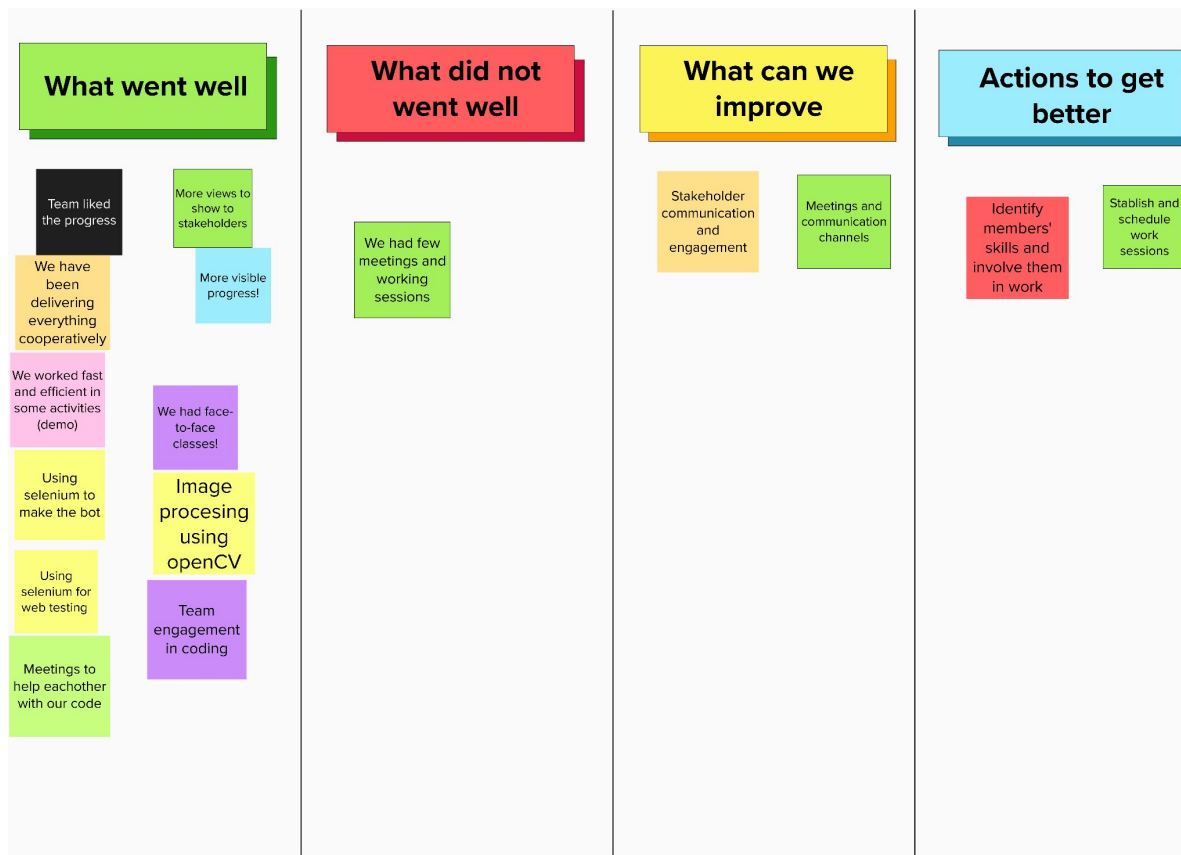 What went well
Team liked
the progress
More views to
show to
stakeholders
We have
been
delivering
everything
cooperatively
More visible
progress!
We worked fast
and efficient in
some activities
(demo)
We had face-
to-face
classes!
Using
selenium to
make the bot
Image
procesing
using
openCV
Using
selenium for
web testing
Team
engagement
in coding
Meetings to
help eachother
with our code
What did not
went well
We had few
meetings and
working
sessions
What can we
improve
Stakeholder
communication
and
engagement
Meetings and
communication
channels
Actions to get
better
Identify
members'
skills and
involve them
in work
Stablish and
schedule
work
sessions